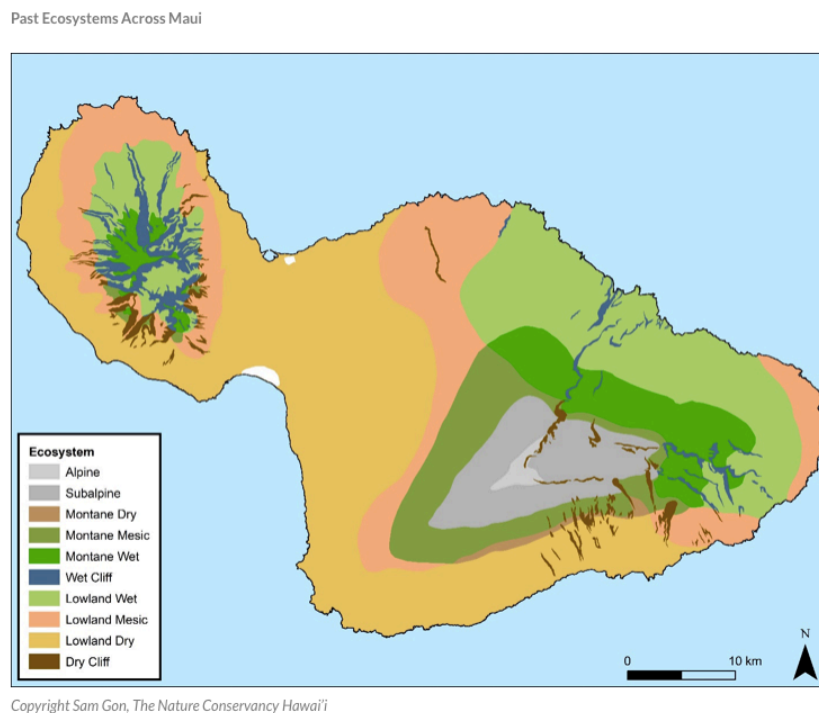 Past Ecosystems Across Maui
Ecosystem
Alpine
Subalpine
Montane Dry
Montane Mesic
Montane Wet
Wet Cliff
Lowland Wet
Lowland Mesic
Lowland Dry
Dry Cliff
N
0 10 km
Copyright Sam Gon, The Nature Conservancy Hawai'i